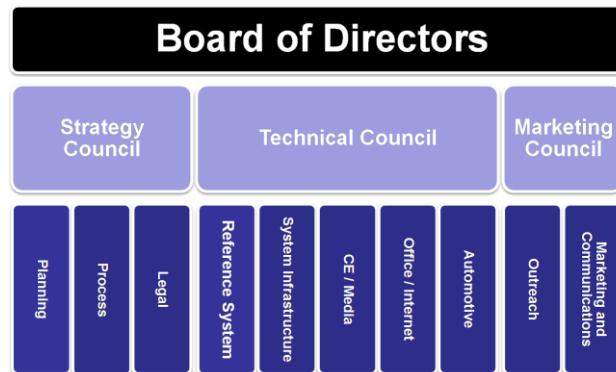 Board of Directors
Strategy
Council
Technical Council
Marketing
Council
Planning
Process
Legal
Reference System
System Infrastructure
CE / Media
Office / Internet
Automotive
Outreach
Marketing and
Communications